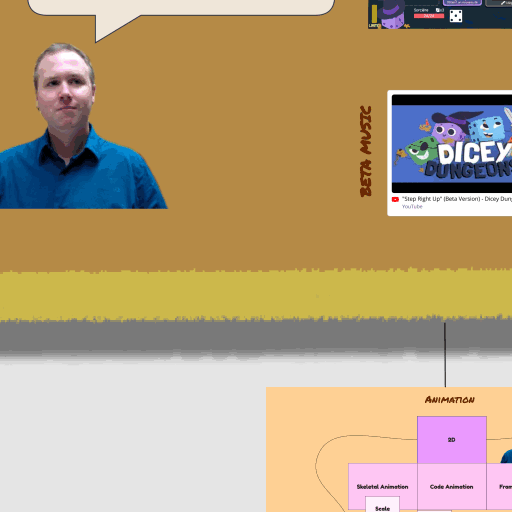 BETA MUSIC
DICEY
DUNGEONS
"Step Right Up" (Beta Version) - Dicey Dung
YouTube
ANIMATION
2D
Skeletal Animation
Code Animation
Fram
Scale